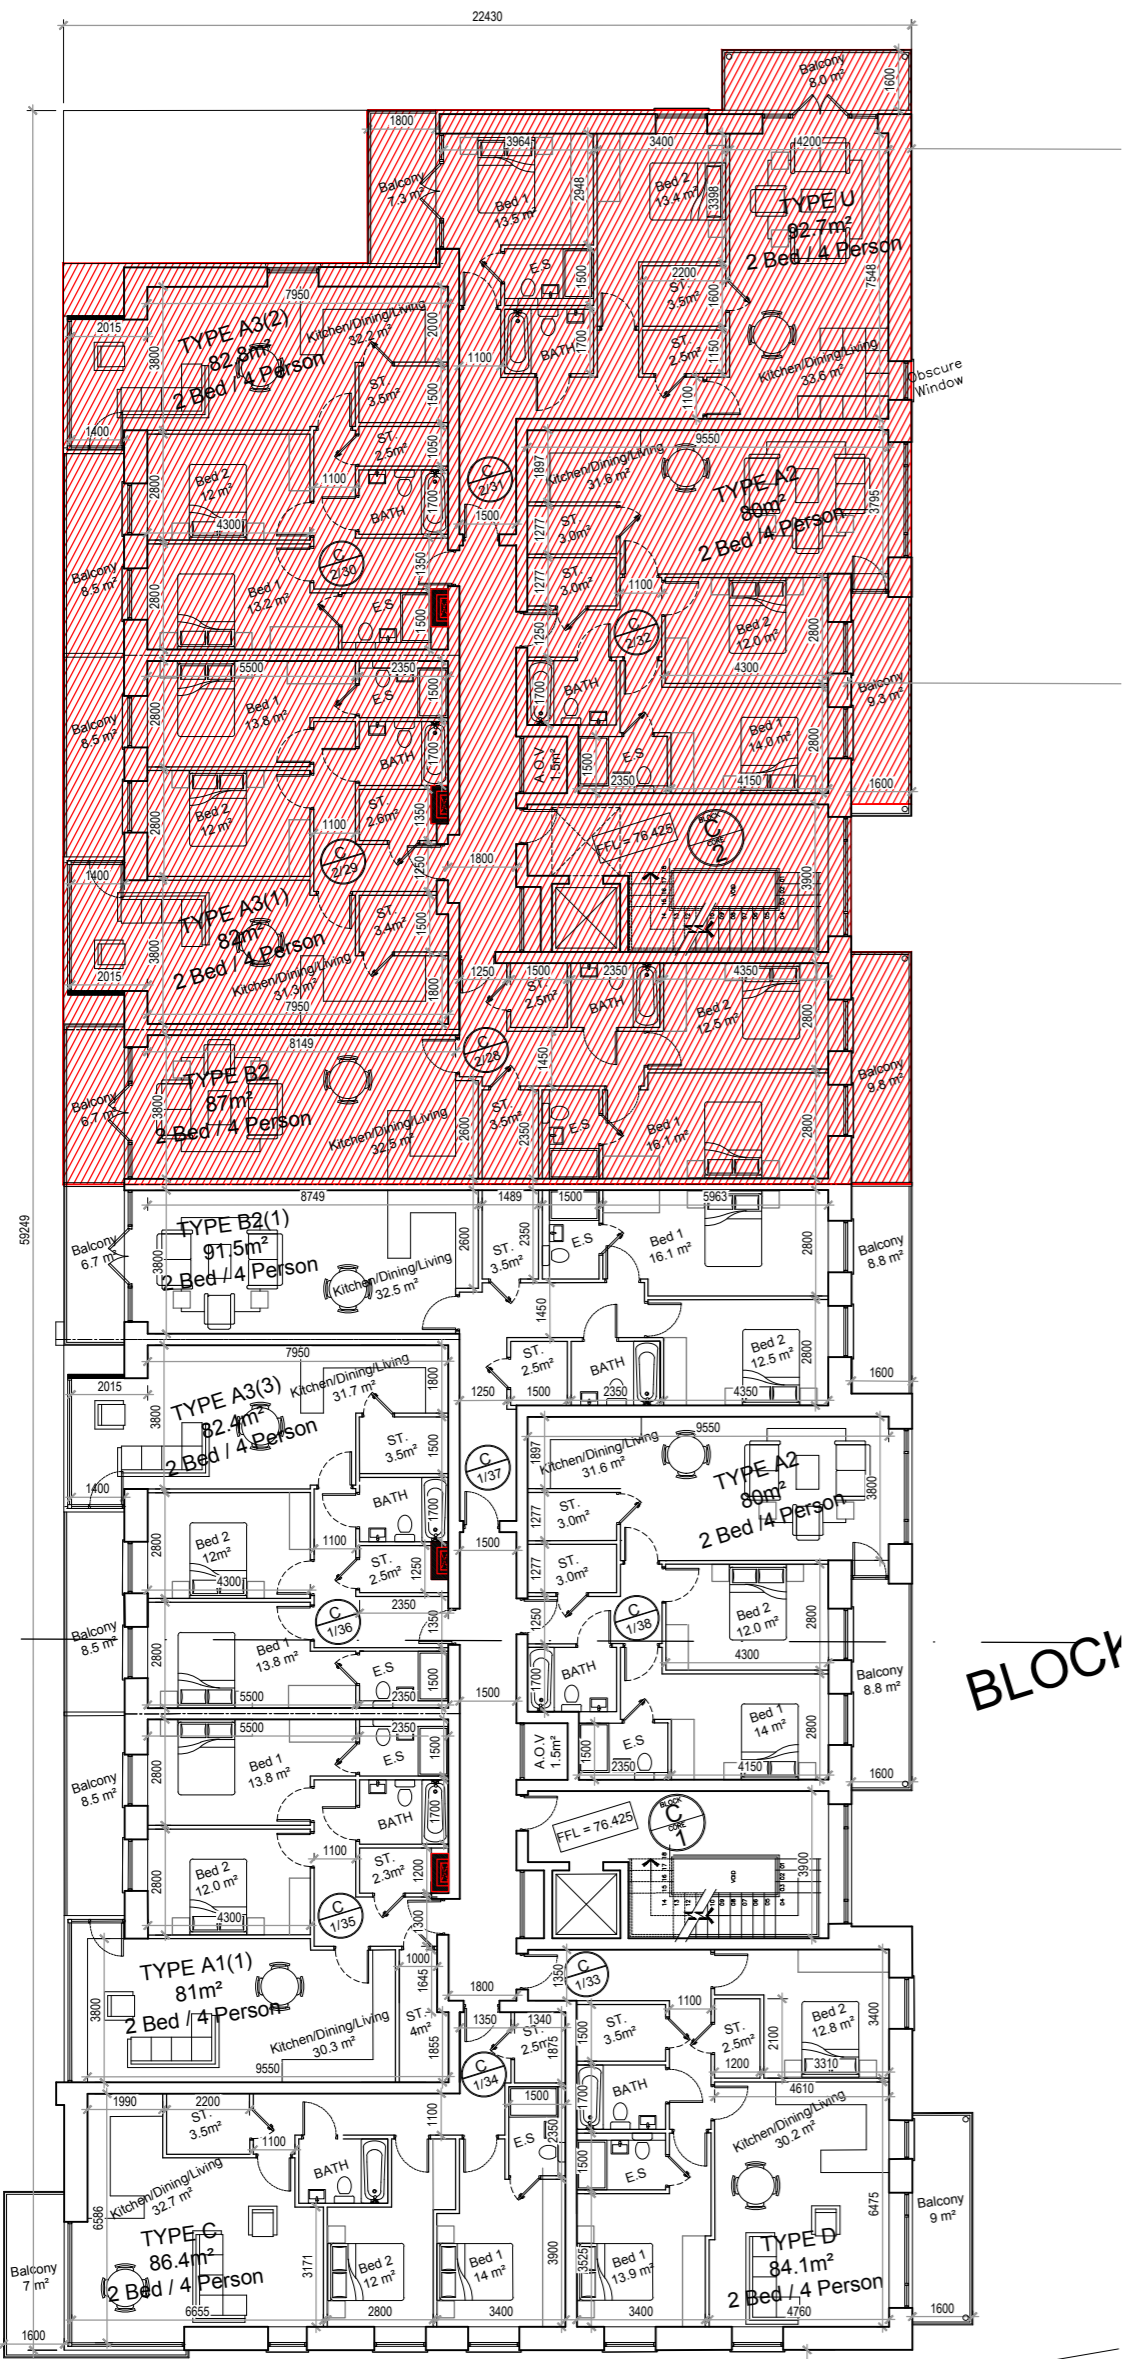 22430
59249
Balcony
8.0 m²
1600
1800
3964
3400
4200
Balcony
7.3 m²
Bed 1
13.5 m²
2948
Bed 2
13.4 m²
3398
TYPE U
92.7m²
2 Bed / 4 Person
7548
E.S
1500
2200
ST.
3.5m²
1600
BATH
1700
1100
ST.
2.5m²
1150
1100
Kitchen/Dining/Living
33.6 m²
Obscure
Window
7950
2015
3800
TYPE A3(2)
82.8m²
2 Bed / 4 Person
Kitchen/Dining/Living
32.2 m²
2000
ST.
3.5m²
1500
ST.
2.5m²
1050
1400
Bed 2
12 m²
2800
4300
1100
BATH
1700
C
2/31
1500
C
2/30
1350
Balcony
8.5 m²
2800
Bed 1
13.2 m²
E.S
1500
9550
1897
Kitchen/Dining/Living
31.6 m²
TYPE A2
80m²
2 Bed /4 Person
3795
1277
ST.
3.0m²
1277
ST.
3.0m²
1100
1250
C
2/32
Bed 2
12.0 m²
2800
4300
1700
BATH
Bed 1
14.0 m²
2800
A.O.V
1.5m²
1500
2350
E.S
4150
Balcony
9.3 m²
1600
5500
2350
Balcony
8.5 m²
2800
Bed 1
13.8 m²
E.S
1500
BATH
1700
2800
Bed 2
12 m²
ST.
2.6m²
1350
1100
C
2/29
1250
1800
FFL = 76.425
BLOCK
C
CORE
2
3900
VOID
1400
TYPE A3(1)
82m²
2 Bed / 4 Person
3800
2015
ST.
3.4m²
1500
Kitchen/Dining/Living
31.3 m²
1800
7950
1250
1500
2350
4350
ST.
2.5m²
BATH
Bed 2
12.5 m²
2800
8149
C
2/28
1450
Balcony
6.7 m²
3800
TYPE B2
87m²
2 Bed / 4 Person
Kitchen/Dining/Living
32.5 m²
2600
ST.
3.5m²
2350
E.S
Bed 1
16.1 m²
2800
Balcony
9.8 m²
8749
1489
1500
5963
Balcony
6.7 m²
3800
TYPE B2(1)
91.5m²
2 Bed / 4 Person
Kitchen/Dining/Living
32.5 m²
2600
ST.
3.5m²
2350
E.S
Bed 1
16.1 m²
2800
Balcony
8.8 m²
1450
ST.
2.5m²
BATH
Bed 2
12.5 m²
2800
1250
1500
2350
4350
1600
7950
2015
3800
TYPE A3(3)
82.4m²
2 Bed / 4 Person
Kitchen/Dining/Living
31.7 m²
1800
ST.
3.5m²
1500
1400
C
1/37
1500
9550
1897
Kitchen/Dining/Living
31.6 m²
TYPE A2
80m²
2 Bed /4 Person
3800
1277
ST.
3.0m²
1277
ST.
3.0m²
2800
Bed 2
12m²
4300
1100
BATH
1700
ST.
2.5m²
1250
2350
C
1/36
1350
Balcony
8.5 m²
2800
Bed 1
13.8 m²
5500
E.S
1500
2350
1500
1250
C
1/38
Bed 2
12.0 m²
2800
4300
1700
BATH
Bed 1
14 m²
2800
A.O.V
1.5m²
1500
2350
E.S
4150
Balcony
8.8 m²
1600
BLOCK
5500
2350
Balcony
8.5 m²
2800
Bed 1
13.8 m²
E.S
1500
BATH
1700
2800
Bed 2
12.0 m²
4300
1100
ST.
2.3m²
1200
C
1/35
1300
FFL = 76.425
BLOCK
C
CORE
1
3900
VOID
TYPE A1(1)
81m²
2 Bed / 4 Person
3800
Kitchen/Dining/Living
30.3 m²
9550
1000
1645
ST.
4m²
1855
1800
1350
1340
ST.
2.5m²
1875
C
1/34
C
1/33
1350
1100
1500
ST.
3.5m²
ST.
2.5m²
1200
2100
Bed 2
12.8 m²
3400
3310
1700
BATH
4610
1500
E.S
Kitchen/Dining/Living
30.2 m²
6475
Balcony
9 m²
1600
TYPE D
84.1m²
2 Bed / 4 Person
4760
3525
Bed 1
13.9 m²
3400
1990
2200
ST.
3.5m²
1100
1100
Kitchen/Dining/Living
32.7 m²
6586
BATH
1500
2350
E.S
TYPE C
86.4m²
2 Bed / 4 Person
6655
3171
Bed 2
12 m²
2800
Bed 1
14 m²
3900
3400
Balcony
7 m²
1600